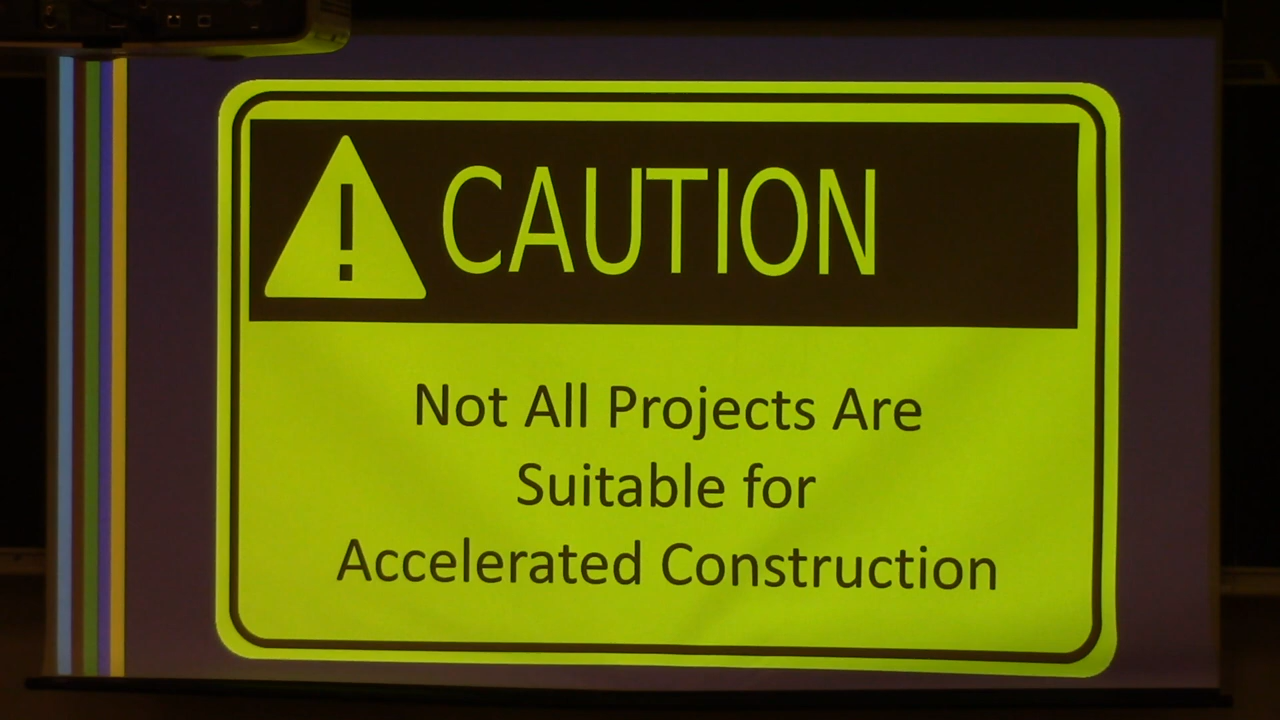 CAUTION
Not All Projects Are
Suitable for
Accelerated Construction